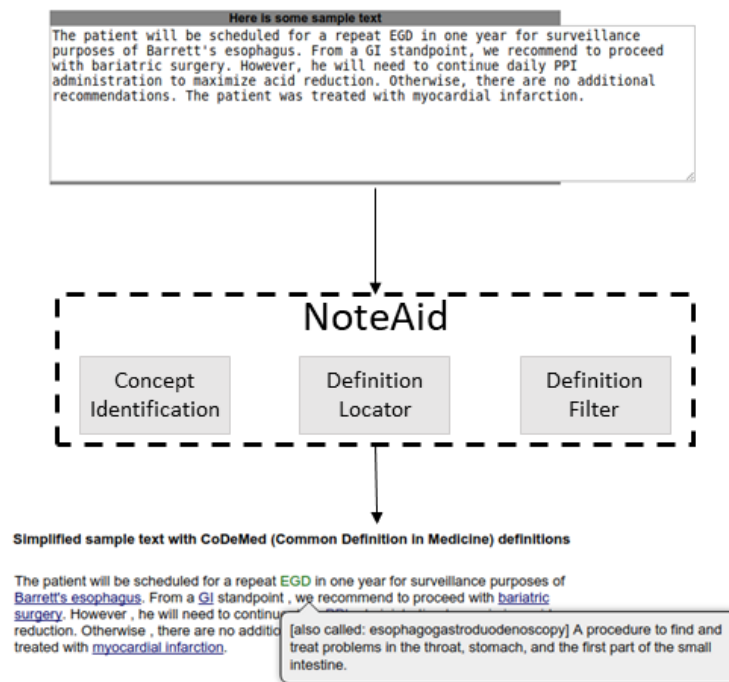 Here is some sample text
The patient will be scheduled for a repeat EGD in one year for surveillance
purposes of Barrett's esophagus. From a GI standpoint, we recommend to proceed
with bariatric surgery. However, he will need to continue daily PPI
administration to maximize acid reduction. Otherwise, there are no additional
recommendations. The patient was treated with myocardial infarction.
NoteAid
Concept
Identification
Definition
Locator
Definition
Filter
Simplified sample text with CoDeMed (Common Definition in Medicine) definitions
The patient will be scheduled for a repeat EGD in one year for surveillance purposes of
Barrett's esophagus. From a GI standpoint , we recommend to proceed with bariatric
surgery. However , he will need to continue
reduction. Otherwise , there are no additio
treated with myocardial infarction.
[also called: esophagogastroduodenoscopy] A procedure to find and
treat problems in the throat, stomach, and the first part of the small
intestine.